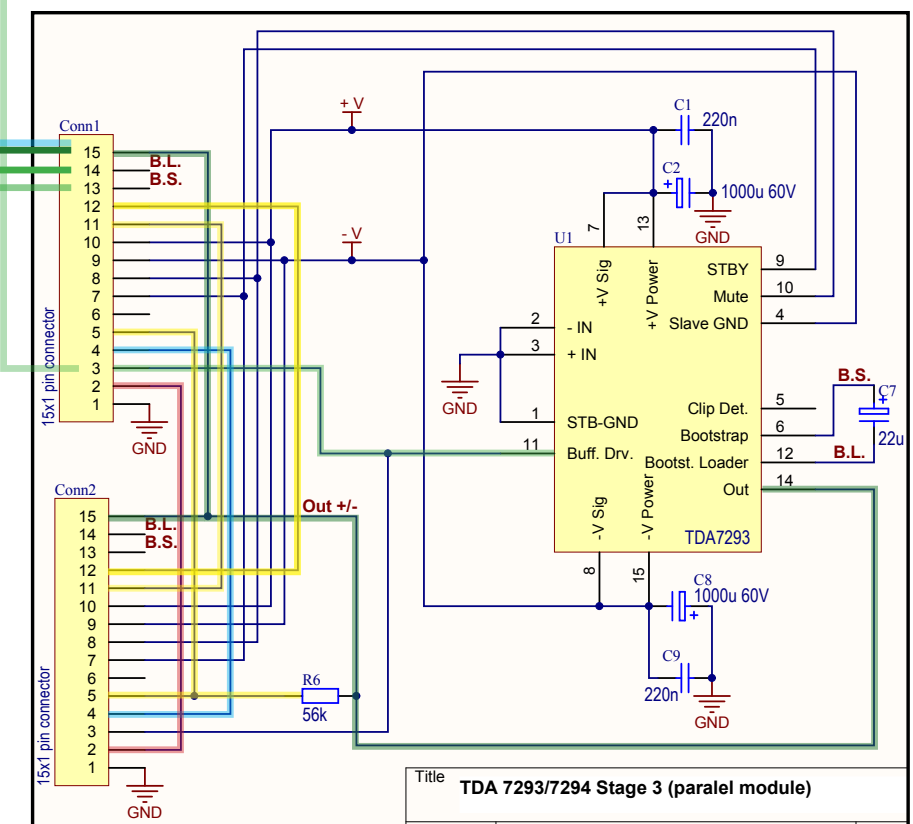 + V
C1
220n
Conn1
15
B.L.
14
B.S.
13
12
11
10
9
8
7
6
5
4
3
2
1
15x1 pin connector
GND
- V
C2
+
1000u 60V
GND
7
13
U1
+V Sig
+V Power
STBY
9
Mute
10
Slave GND
4
2
- IN
3
+ IN
GND
1
STB-GND
11
Buff. Drv.
Clip Det.
5
Bootstrap
6
Bootst. Loader
12
Out
14
B.S.
C7
+
22u
B.L.
-V Sig
-V Power
TDA7293
8
15
C8
1000u 60V
+
C9
220n
GND
Conn2
15
Out +/-
B.L.
14
B.S.
13
12
11
10
9
8
7
6
5
4
3
2
1
15x1 pin connector
GND
R6
56k
Title
TDA 7293/7294 Stage 3 (paralel module)